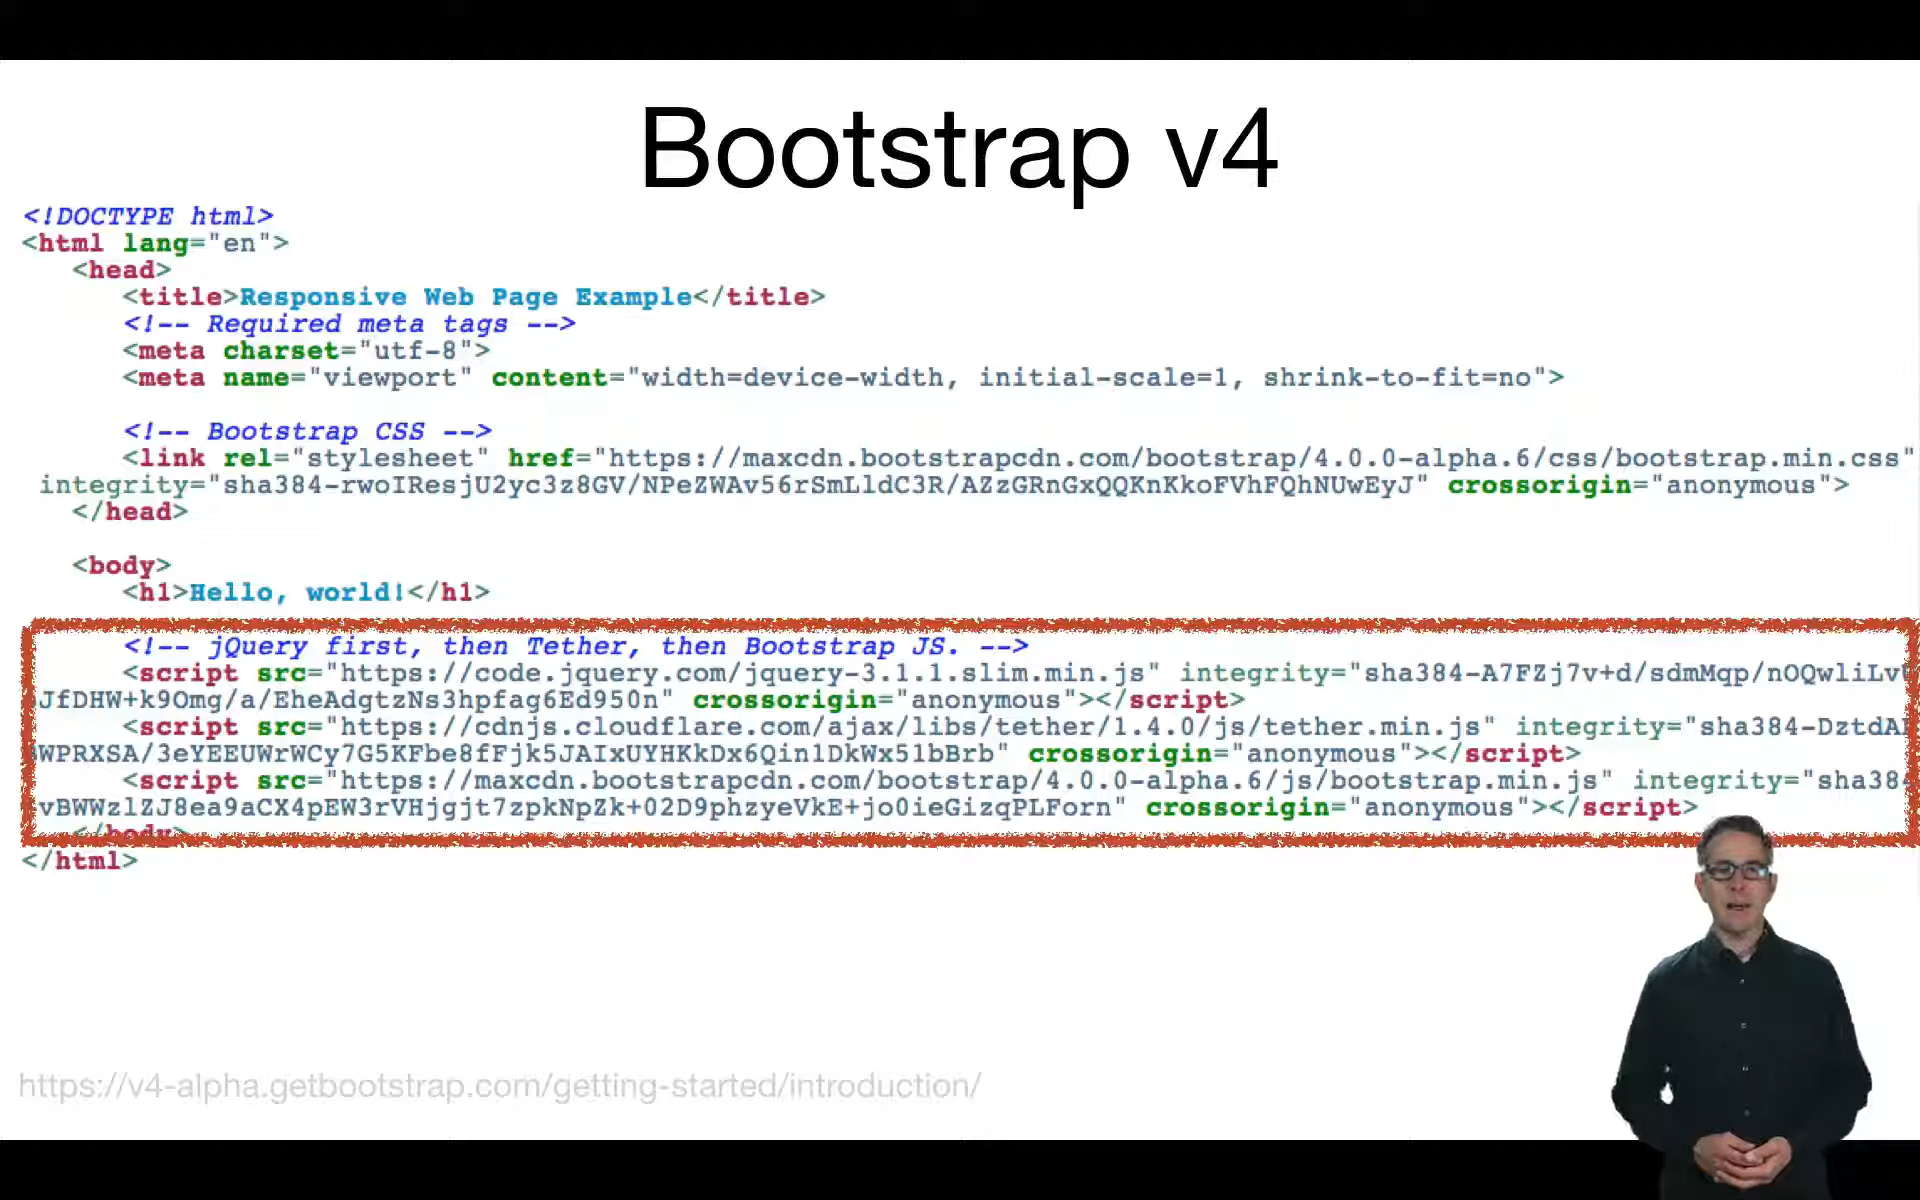 Bootstrap v4
<!DOCTYPE html>
<html lang="en">
<head>
<title>Responsive Web Page Example</title>
<!-- Required meta tags -->
<meta charset="utf-8">
<meta name="viewport" content="width=device-width, initial-scale=1, shrink-to-fit=no">
<!-- Bootstrap CSS -->
<link rel="stylesheet" href="https://maxcdn.bootstrapcdn.com/bootstrap/4.0.0-alpha.6/css/bootstrap.min.css"
integrity="sha384-rwoIResjU2yc3z8GV/NPeZWAv56rSmLldC3R/AZzGRnGxQQKnKkoFVhFQhNUwEyJ" crossorigin="anonymous">
</head>
<body>
<h1>Hello, world!</h1>
<!-- jQuery first, then Tether, then Bootstrap JS. -->
<script src="https://code.jquery.com/jquery-3.1.1.slim.min.js" integrity="sha384-A7FZj7v+d/sdmMqp/nOQwliLv
JfDHW+k9Omg/a/EheAdgtzNs3hpfag6Ed950n" crossorigin="anonymous"></script>
<script src="https://cdnjs.cloudflare.com/ajax/libs/tether/1.4.0/js/tether.min.js" integrity="sha384-DztdA
WPRXSA/3eYEEUWrWCy7G5KFbe8fFjk5JAIxUYHKkDx6Qin1DkWx51bBrb" crossorigin="anonymous"></script>
<script src="https://maxcdn.bootstrapcdn.com/bootstrap/4.0.0-alpha.6/js/bootstrap.min.js" integrity="sha38
vBWWzlZJ8ea9aCX4pEW3rVHjgjt7zpkNpZk+02D9phzyeVkE+jo0ieGizqPLForn" crossorigin="anonymous"></script>
</body>
</html>
https://v4-alpha.getbootstrap.com/getting-started/introduction/